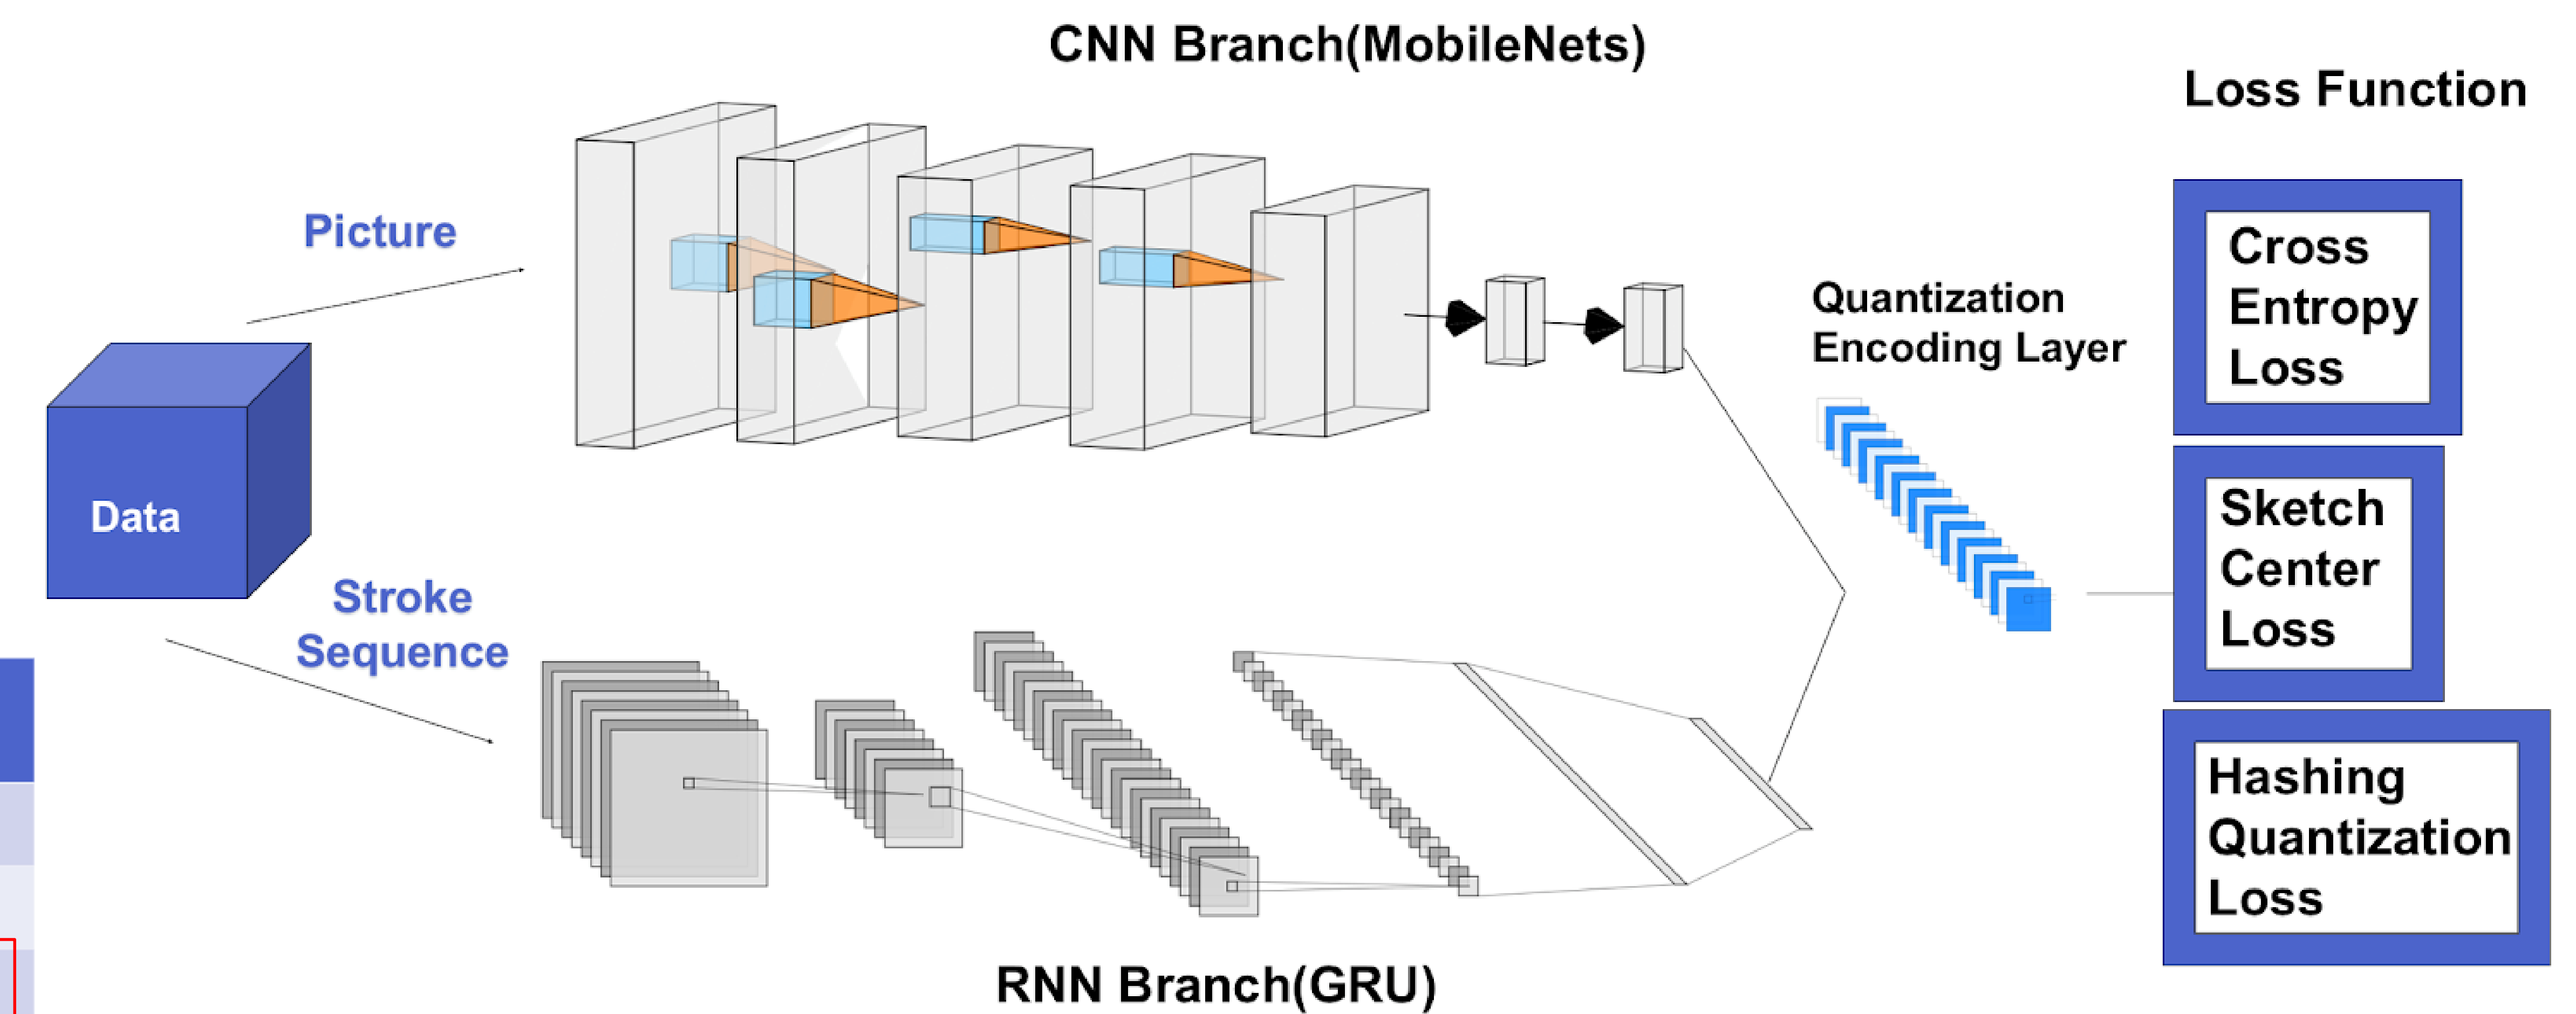 CNN Branch(MobileNets)
Loss Function
Picture
Data
Stroke
Sequence
Quantization
Encoding Layer
Cross
Entropy
Loss
Sketch
Center
Loss
Hashing
Quantization
Loss
RNN Branch(GRU)